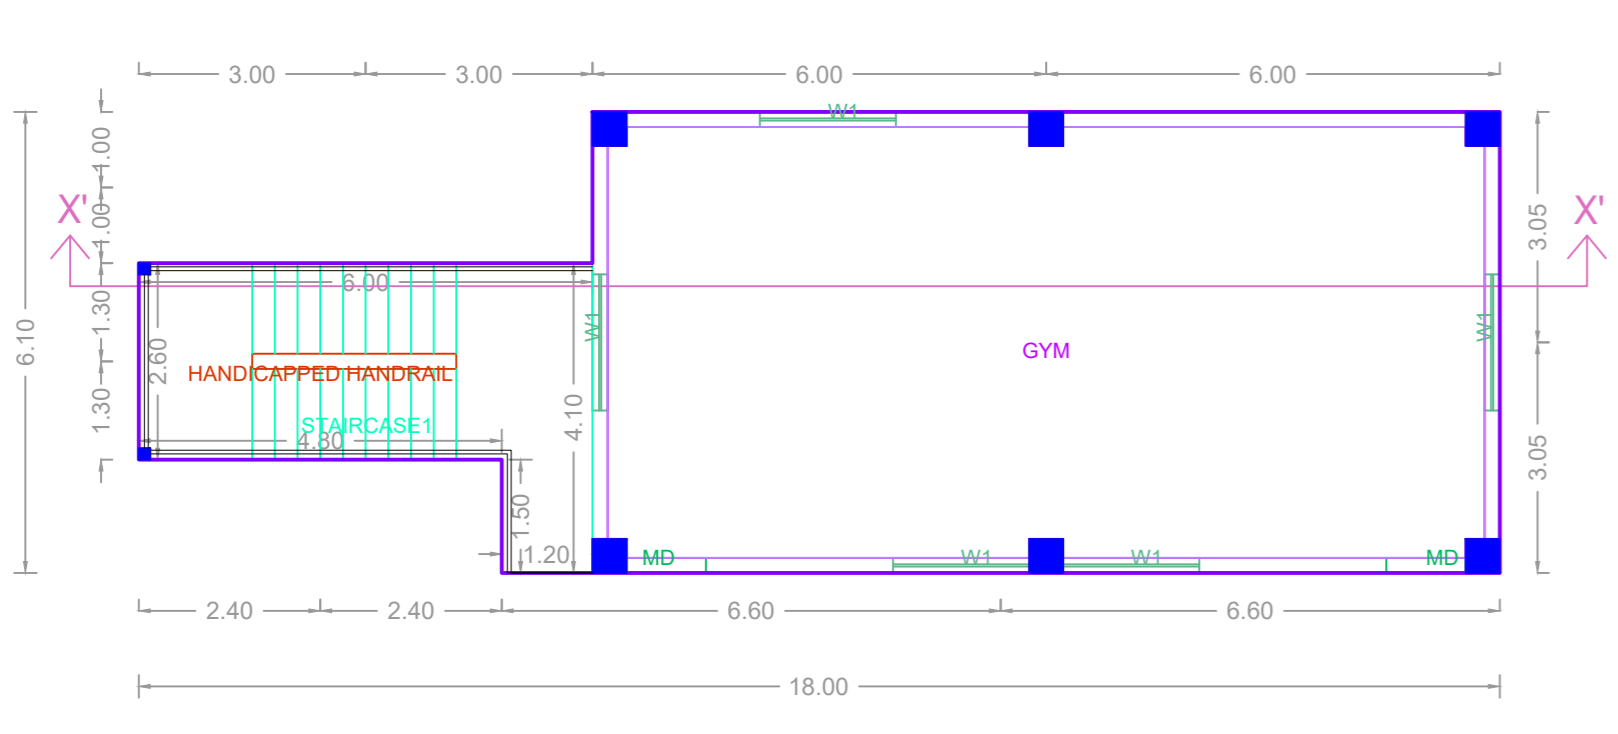 3.00 3.00 6.00 6.00
W1
1.00
X' 1.00 3.05 X'
6.00
1.30 W1 W1
6.10 2.60 GYM
HANDICAPPED HANDRAIL
1.30 STAIRCASE1 4.10
4.80 3.05
1.50
1.20 MD W1 W1 MD
2.40 2.40 6.60 6.60
18.00